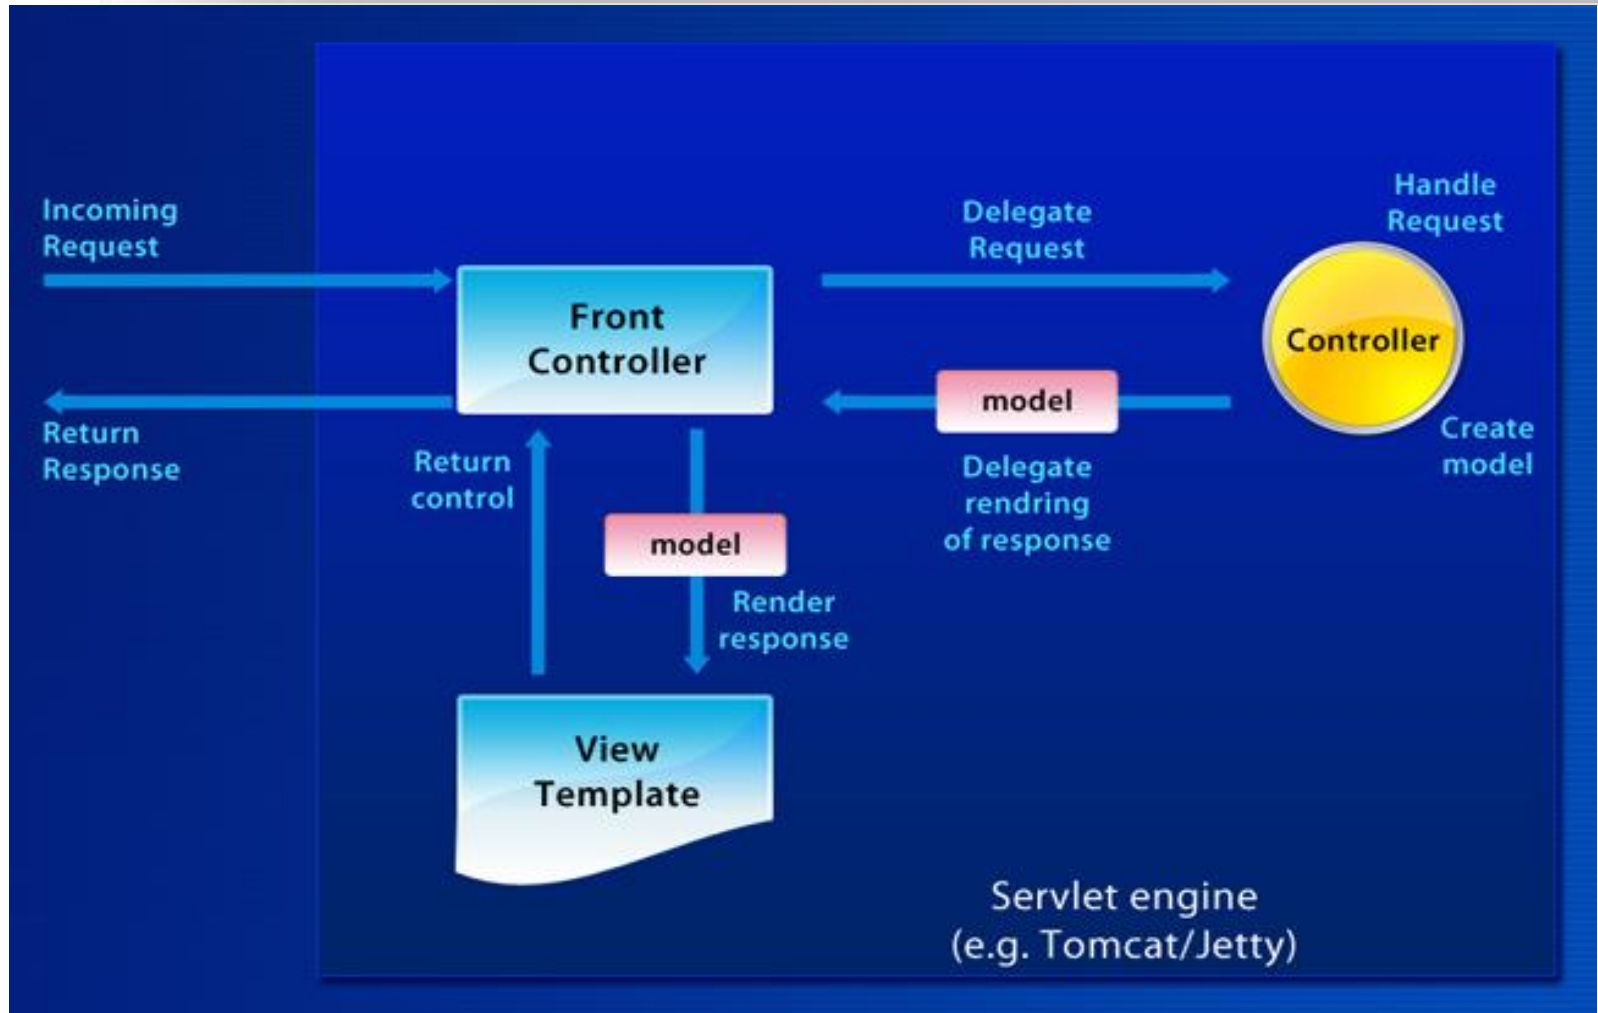 Incoming
Request
Front
Controller
Delegate
Request
Handle
Request
Controller
Create
model
model
Delegate
rendring
of response
Return
Response
Return
control
model
Render
response
View
Template
Servlet engine
(e.g. Tomcat/Jetty)